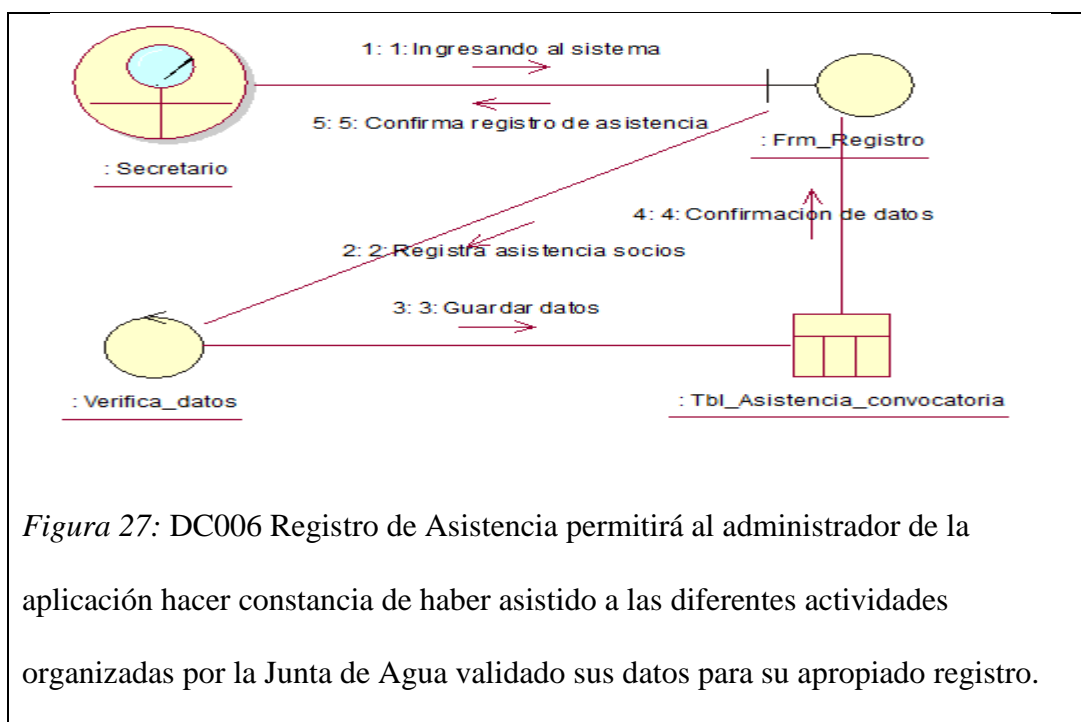 1: 1: Ingresando al sistema
5: 5: Confirma registro de asistencia
: Secretario
: Frm_Registro
4: 4: Confirmacion de datos
2: 2: Registra asistencia socios
3: 3: Guardar datos
: Verifica_datos
: Tbl_Asistencia_convocatoria
Figura 27: DC006 Registro de Asistencia permitirá al administrador de la
aplicación hacer constancia de haber asistido a las diferentes actividades
organizadas por la Junta de Agua validado sus datos para su apropiado registro.